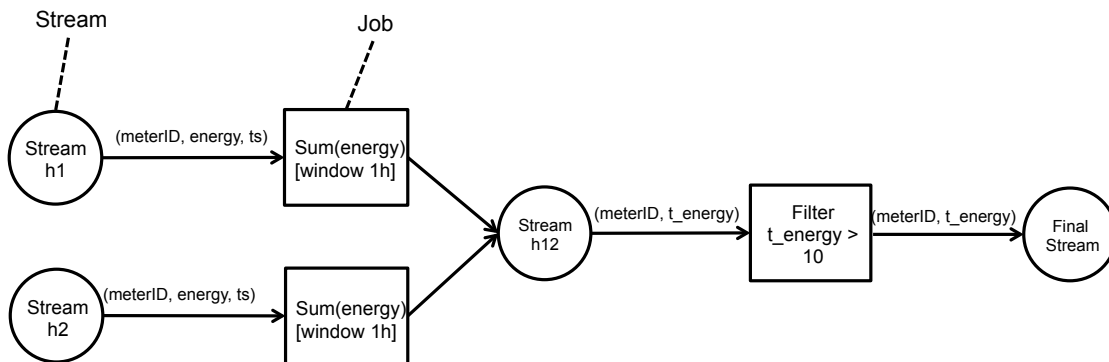 Stream
Job
Stream
h1
(meterID, energy, ts)
Sum(energy)
[window 1h]
Stream
h12
(meterID, t_energy)
Filter
t_energy >
10
(meterID, t_energy)
Final
Stream
Stream
h2
(meterID, energy, ts)
Sum(energy)
[window 1h]